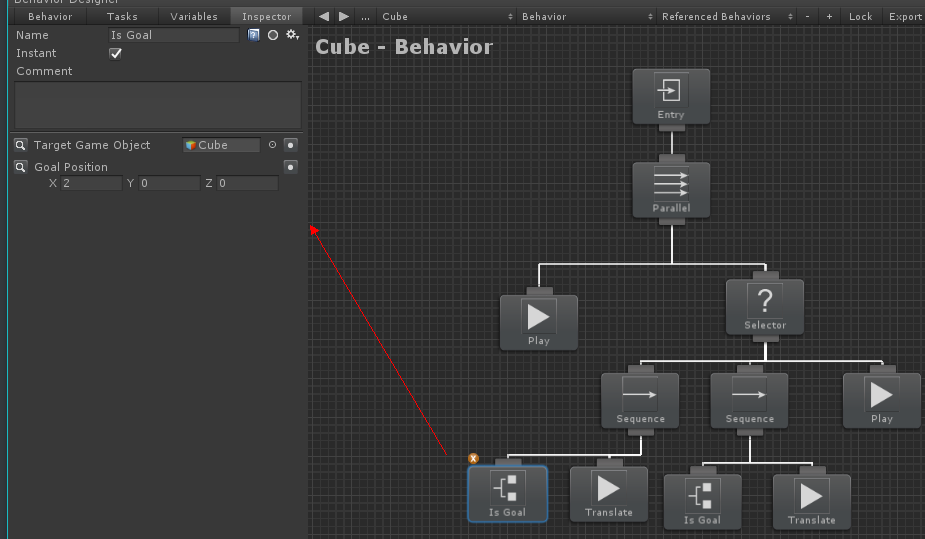 Behavior Designer
Behavior Tasks Variables Inspector ... Cube Behavior Referenced Behaviors - + Lock Export
Name Is Goal
Instant
Comment
Target Game Object Cube
Goal Position
X 2 Y 0 Z 0
Cube - Behavior
Entry
Parallel
Play
?
Selector
Sequence
Sequence
Play
Is Goal
Translate
Is Goal
Translate